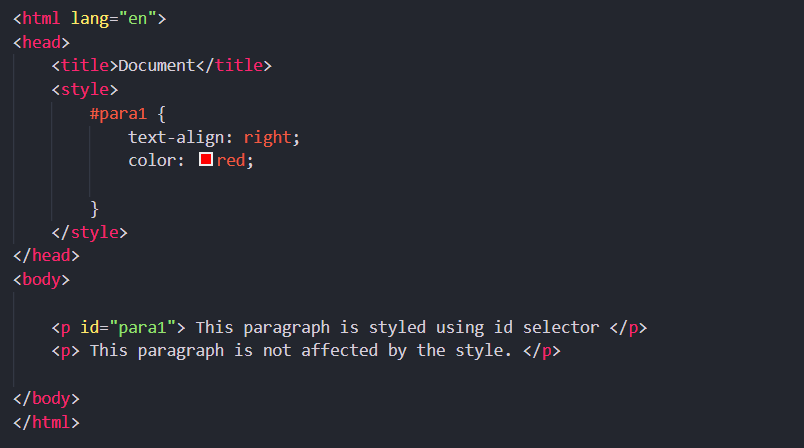 <html lang="en">
<head>
    <title>Document</title>
    <style>
        #para1 {
            text-align: right;
            color: red;
        }
    </style>
</head>
<body>
    <p id="para1"> This paragraph is styled using id selector </p>
    <p> This paragraph is not affected by the style. </p>
</body>
</html>